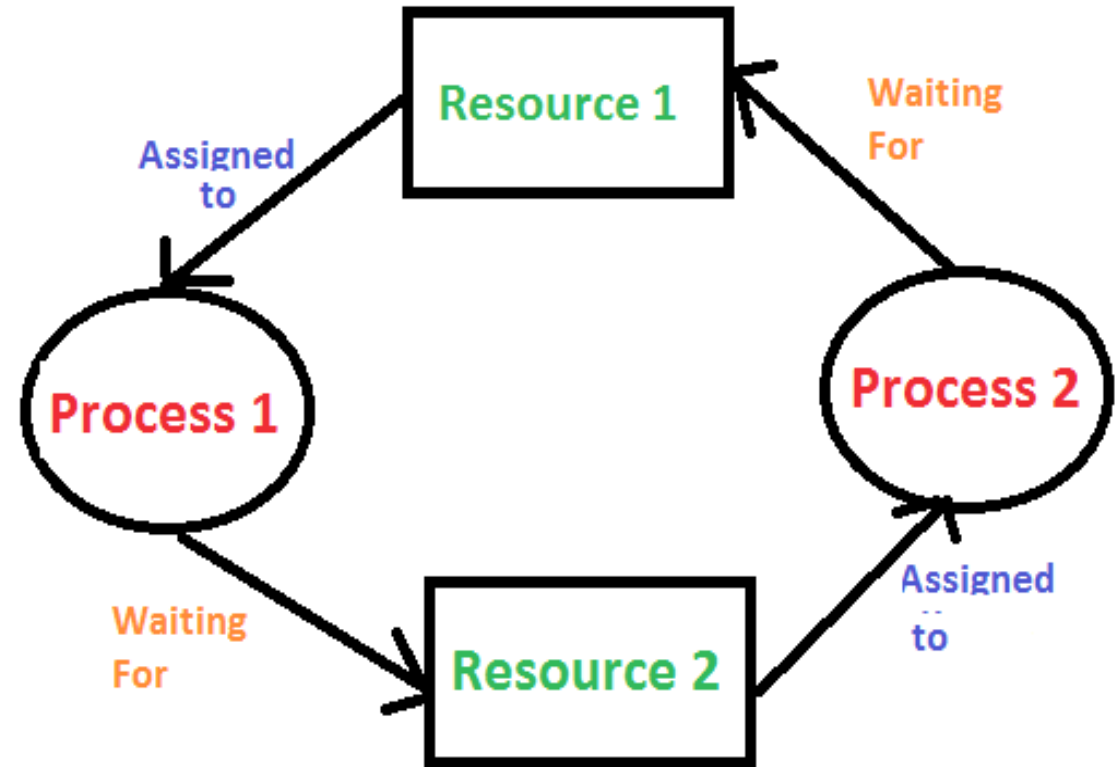 Resource 1
Waiting
For
Assigned
to
Process 1
Process 2
Waiting
For
Resource 2
Assigned
to